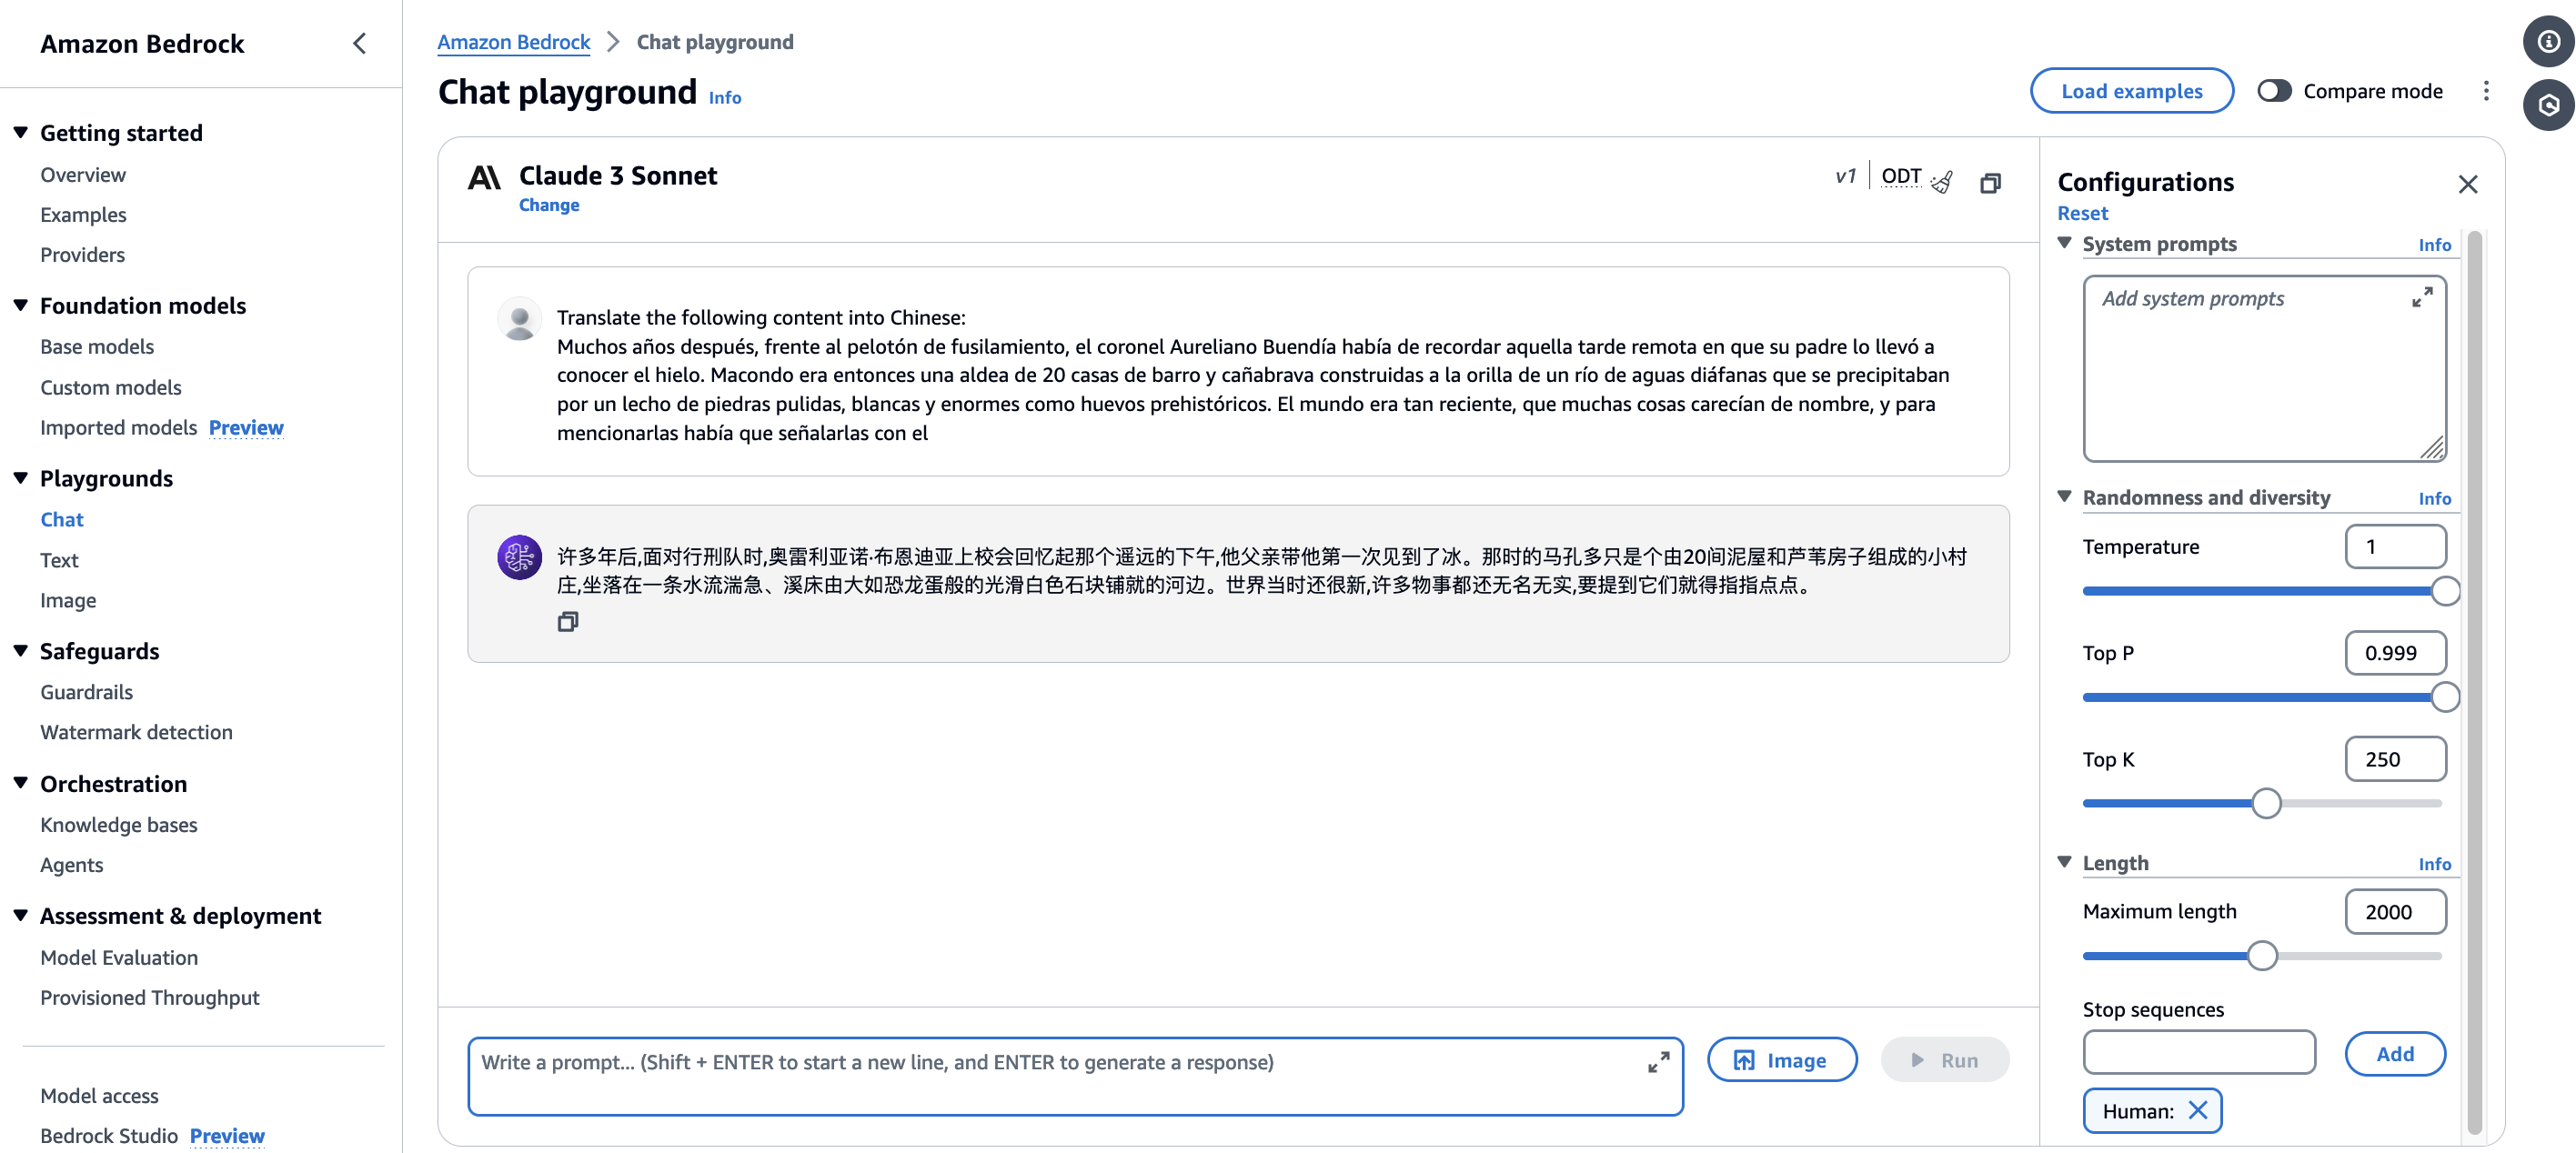 Amazon Bedrock
Getting started
Overview
Examples
Providers
Foundation models
Base models
Custom models
Imported models Preview
Playgrounds
Chat
Text
Image
Safeguards
Guardrails
Watermark detection
Orchestration
Knowledge bases
Agents
Assessment & deployment
Model Evaluation
Provisioned Throughput
Model access
Bedrock Studio Preview
Amazon Bedrock > Chat playground
Chat playground Info
Load examples
Compare mode
Claude 3 Sonnet
Change
v1 | ODT
Translate the following content into Chinese:
Muchos años después, frente al pelotón de fusilamiento, el coronel Aureliano Buendía había de recordar aquella tarde remota en que su padre lo llevó a
conocer el hielo. Macondo era entonces una aldea de 20 casas de barro y cañabrava construidas a la orilla de un río de aguas diáfanas que se precipitaban
por un lecho de piedras pulidas, blancas y enormes como huevos prehistóricos. El mundo era tan reciente, que muchas cosas carecían de nombre, y para
mencionarlas había que señalarlas con el
许多年后,面对行刑队时,奥雷利亚诺·布恩迪亚上校会回忆起那个遥远的下午,他父亲带他第一次见到了冰。那时的马孔多只是个由20间泥屋和芦苇房子组成的小村
庄,坐落在一条水流湍急、溪床由大如恐龙蛋般的光滑白色石块铺就的河边。世界当时还很新,许多物事都还无名无实,要提到它们就得指指点点。
Write a prompt... (Shift + ENTER to start a new line, and ENTER to generate a response)
Image
Run
Configurations
Reset
System prompts Info
Add system prompts
Randomness and diversity Info
Temperature 1
Top P 0.999
Top K 250
Length Info
Maximum length 2000
Stop sequences
Add
Human: